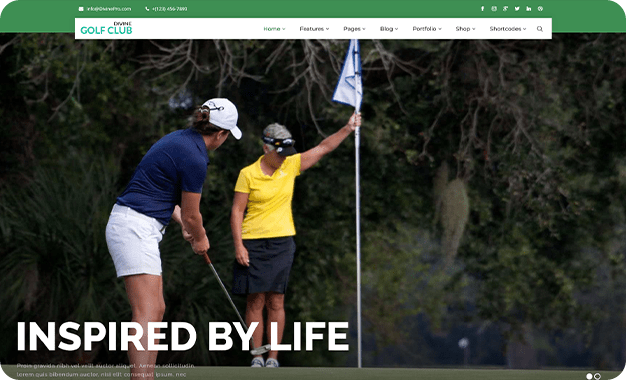 info@DivinePro.com +(123) 456-7890
DIVINE
GOLF CLUB
Home Features Pages Blog Portfolio Shop Shortcodes
INSPIRED BY LIFE
Proin gravida nibh vel velit auctor aliquet. Aenean sollicitudin,
lorem quis bibendum auctor, nisi elit consequat ipsum, nec